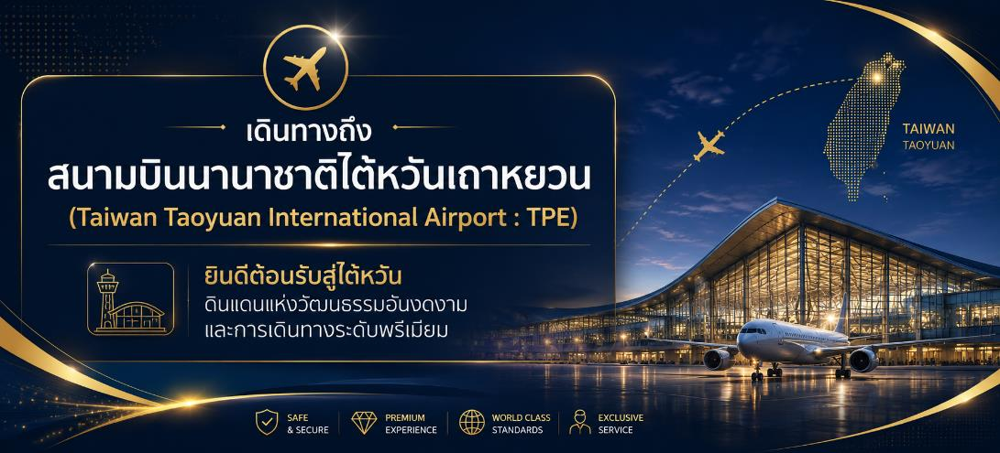 เดินทางถึง
สนามบินนานาชาติไต้หวันเถาหยวน
(Taiwan Taoyuan International Airport : TPE)
ยินดีต้อนรับสู่ไต้หวัน
ดินแดนแห่งวัฒนธรรมอันงดงาม
และการเดินทางระดับพรีเมียม
TAIWAN
TAOYUAN
SAFE
& SECURE
PREMIUM
EXPERIENCE
WORLD CLASS
STANDARDS
EXCLUSIVE
SERVICE